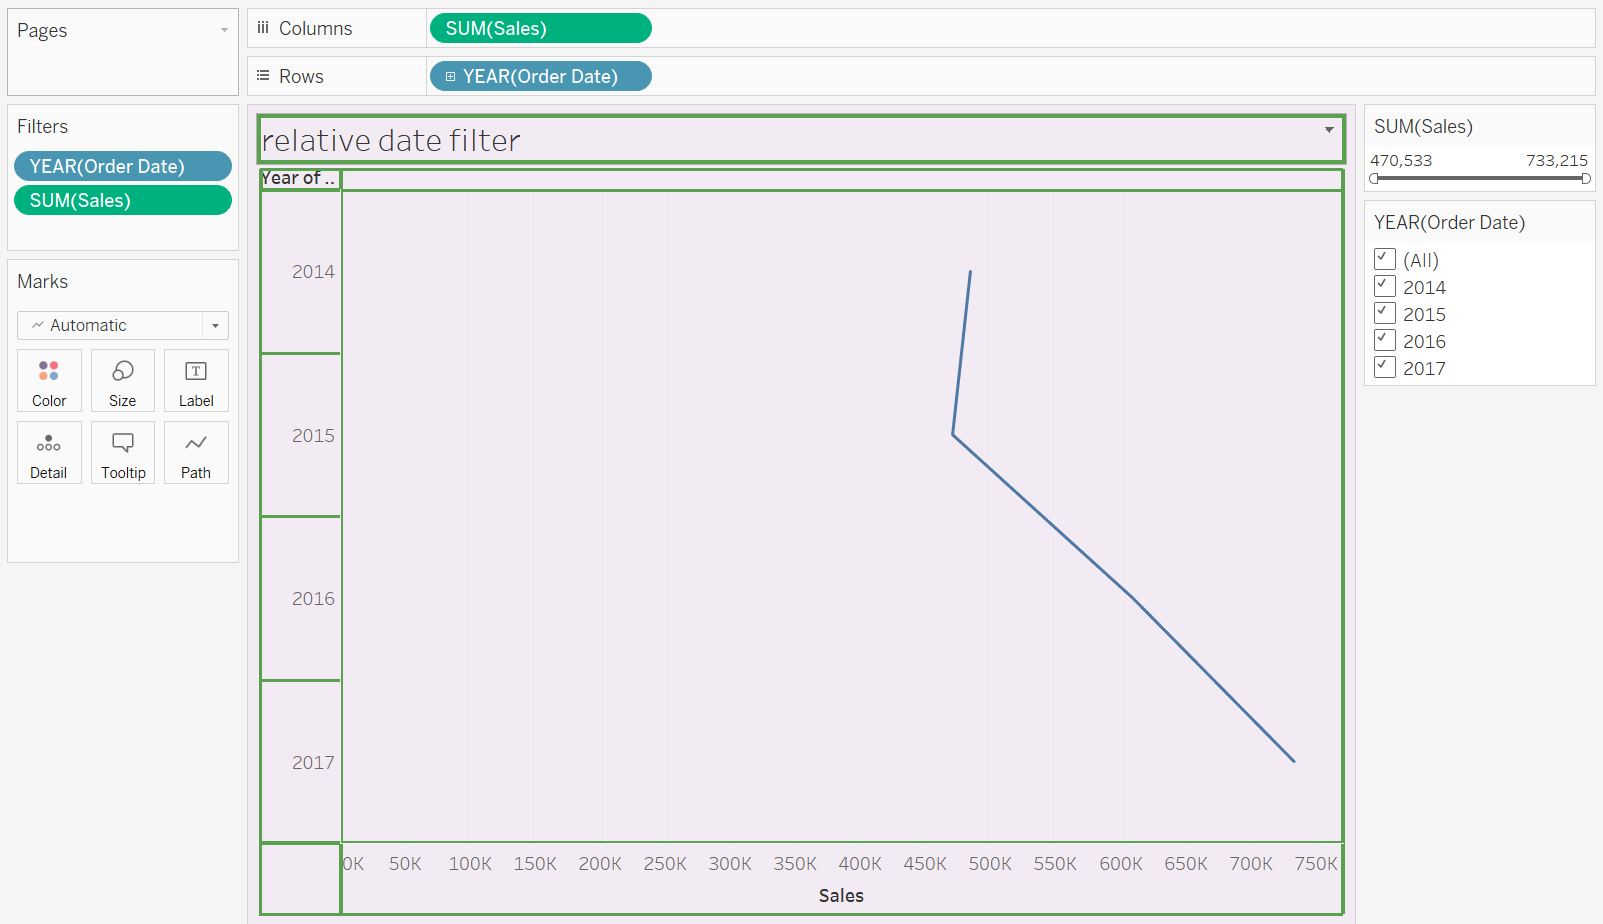 Pages
Columns
SUM(Sales)
Rows
YEAR(Order Date)
Filters
YEAR(Order Date)
SUM(Sales)
Marks
Automatic
Color
Size
T
Label
Detail
Tooltip
Path
relative date filter
Year of ..
2014
2015
2016
2017
0K 50K 100K 150K 200K 250K 300K 350K 400K 450K 500K 550K 600K 650K 700K 750K
Sales
SUM(Sales)
470,533 733,215
YEAR(Order Date)
(All)
2014
2015
2016
2017